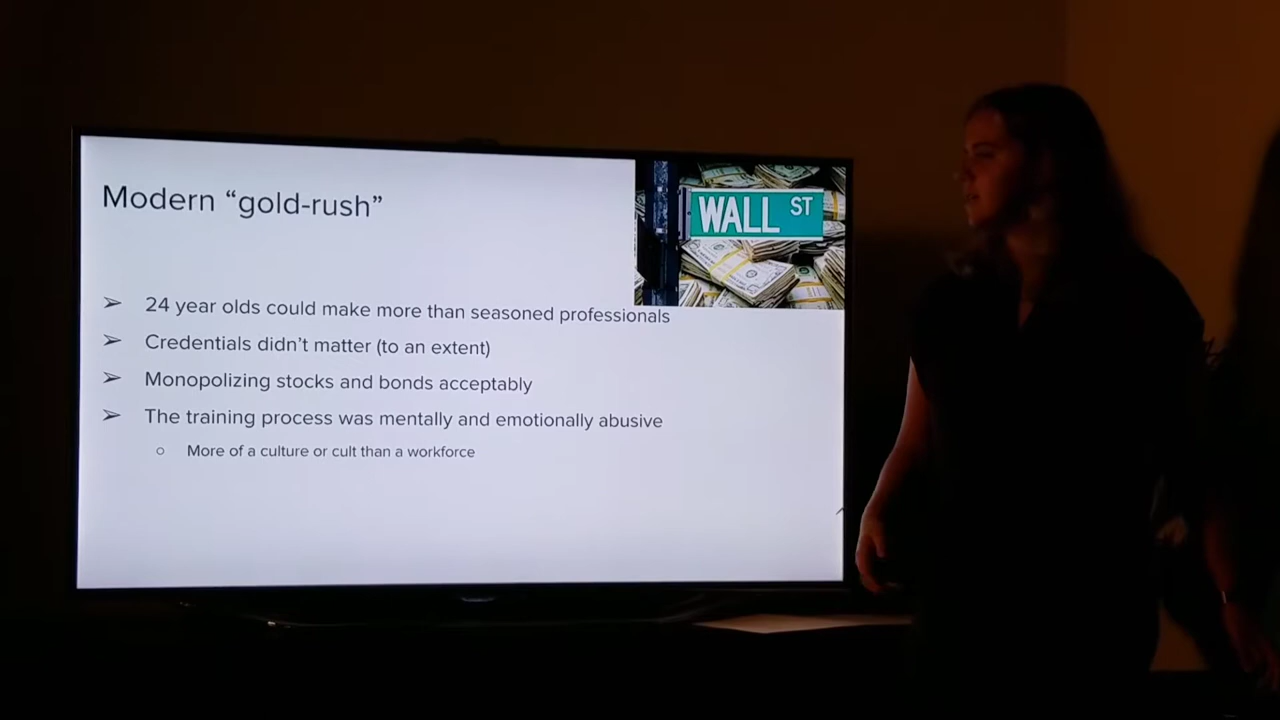 Modern “gold-rush”
WALL ST
➢ 24 year olds could make more than seasoned professionals
➢ Credentials didn’t matter (to an extent)
➢ Monopolizing stocks and bonds acceptably
➢ The training process was mentally and emotionally abusive
○ More of a culture or cult than a workforce